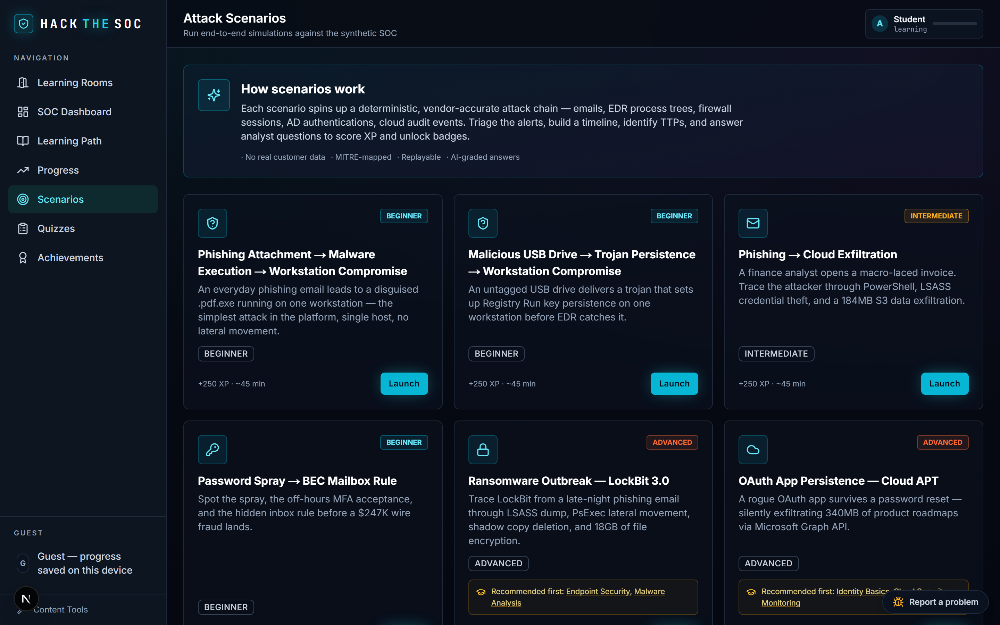 HACK THE SOC
NAVIGATION
Learning Rooms
SOC Dashboard
Learning Path
Progress
Scenarios
Quizzes
Achievements
GUEST
G
Guest — progress
saved on this device
N
Content Tools
Attack Scenarios
Run end-to-end simulations against the synthetic SOC
A
Student
learning
How scenarios work
Each scenario spins up a deterministic, vendor-accurate attack chain — emails, EDR process trees, firewall
sessions, AD authentications, cloud audit events. Triage the alerts, build a timeline, identify TTPs, and answer
analyst questions to score XP and unlock badges.
· No real customer data · MITRE-mapped · Replayable · AI-graded answers
BEGINNER
Phishing Attachment → Malware
Execution → Workstation Compromise
An everyday phishing email leads to a disguised
.pdf.exe running on one workstation — the
simplest attack in the platform, single host, no
lateral movement.
BEGINNER
+250 XP · ~45 min
Launch
BEGINNER
Malicious USB Drive → Trojan Persistence
→ Workstation Compromise
An untagged USB drive delivers a trojan that sets
up Registry Run key persistence on one
workstation before EDR catches it.
BEGINNER
+250 XP · ~45 min
Launch
INTERMEDIATE
Phishing → Cloud Exfiltration
A finance analyst opens a macro-laced invoice.
Trace the attacker through PowerShell, LSASS
credential theft, and a 184MB S3 data exfiltration.
INTERMEDIATE
+250 XP · ~45 min
Launch
BEGINNER
Password Spray → BEC Mailbox Rule
Spot the spray, the off-hours MFA acceptance,
and the hidden inbox rule before a $247K wire
fraud lands.
BEGINNER
ADVANCED
Ransomware Outbreak — LockBit 3.0
Trace LockBit from a late-night phishing email
through LSASS dump, PsExec lateral movement,
shadow copy deletion, and 18GB of file
encryption.
ADVANCED
Recommended first: Endpoint Security, Malware
Analysis
ADVANCED
OAuth App Persistence — Cloud APT
A rogue OAuth app survives a password reset —
silently exfiltrating 340MB of product roadmaps
via Microsoft Graph API.
ADVANCED
Recommended first: Identity Basics, Cloud Security
Monitoring
Report a problem